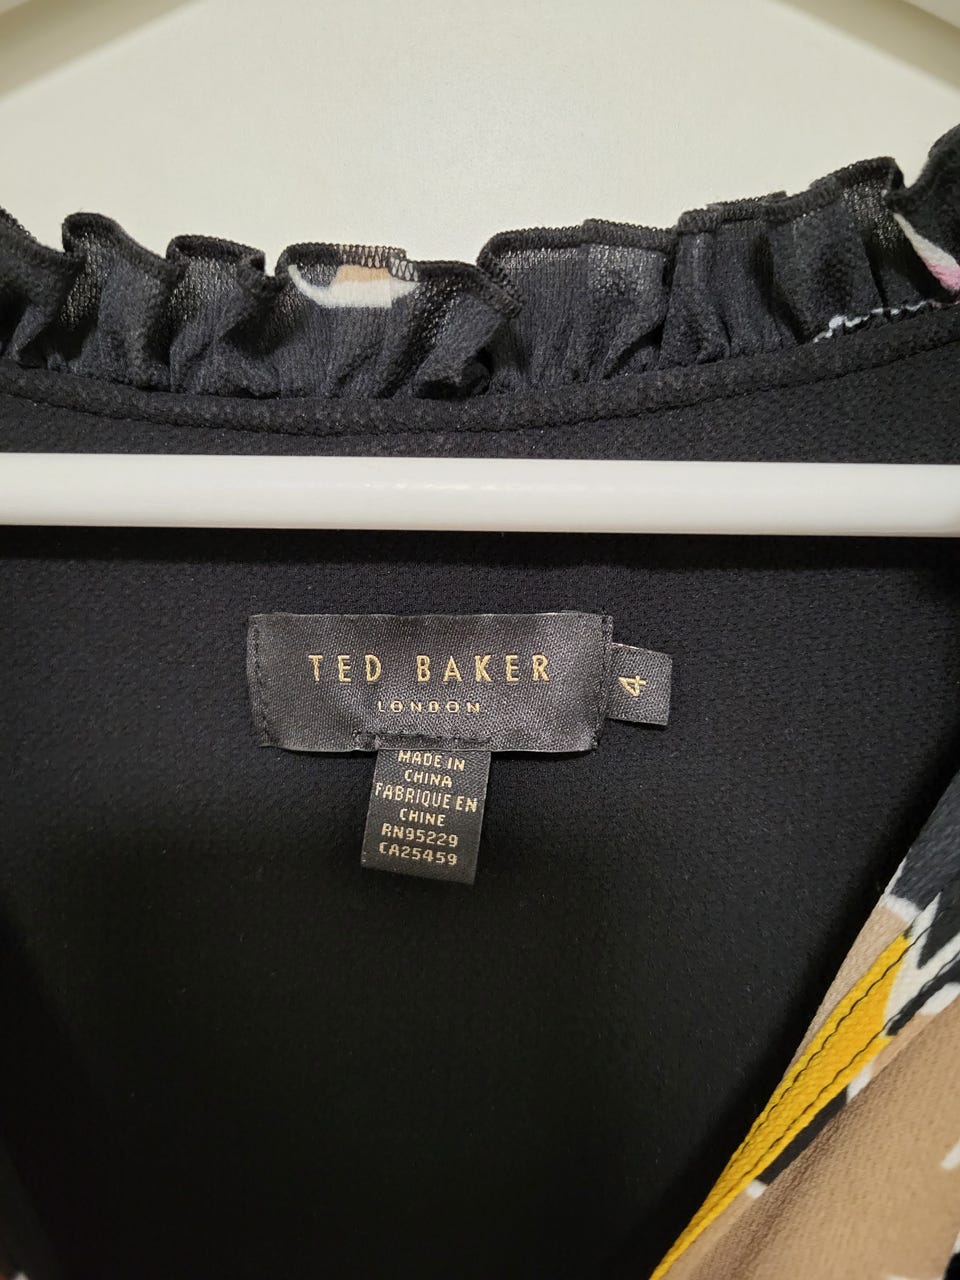 TED BAKER
LONDON
4
MADE IN
CHINA
FABRIQUE EN
CHINE
RN95229
CA25459